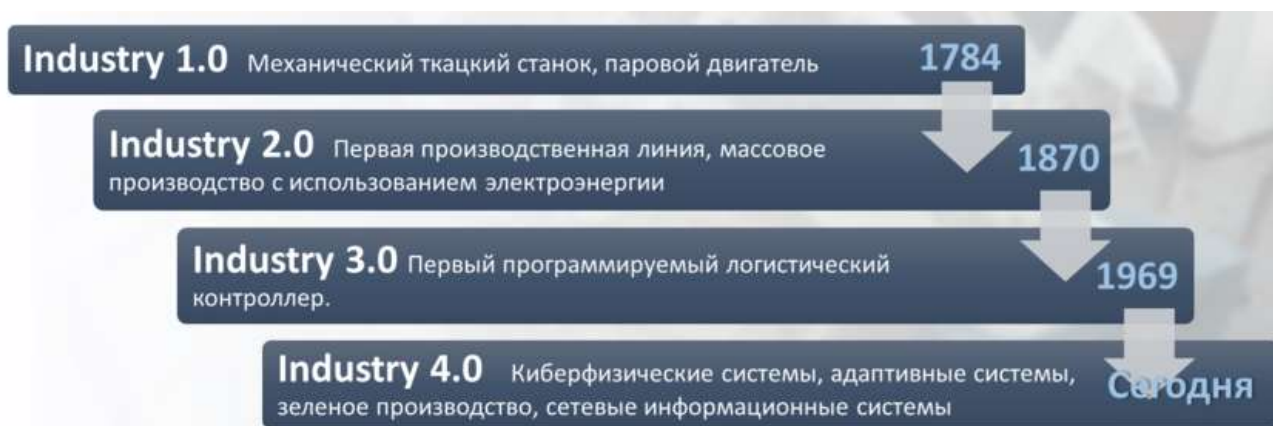 Industry 1.0 Механический ткацкий станок, паровой двигатель 1784
Industry 2.0 Первая производственная линия, массовое
производство с использованием электроэнергии
1870
Industry 3.0 Первый программируемый логистический
контроллер.
1969
Industry 4.0 Киберфизические системы, адаптивные системы,
зеленое производство, сетевые информационные системы
Сегодня